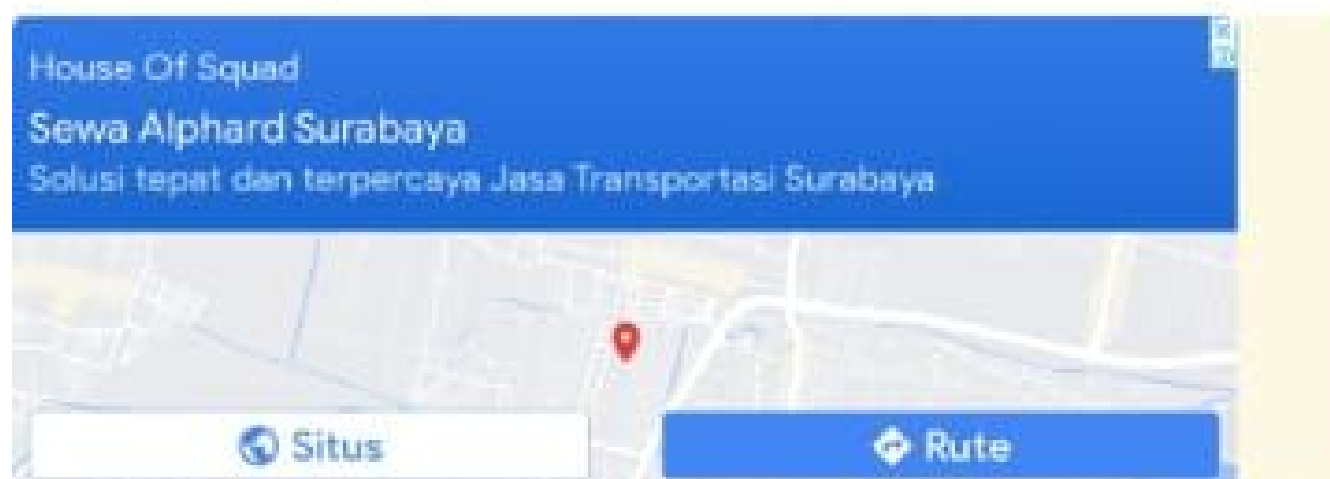 House Of Squad
Sewa Alphard Surabaya
Solusi tepat dan terpercaya Jasa Transportasi Surabaya
Situs
Rute